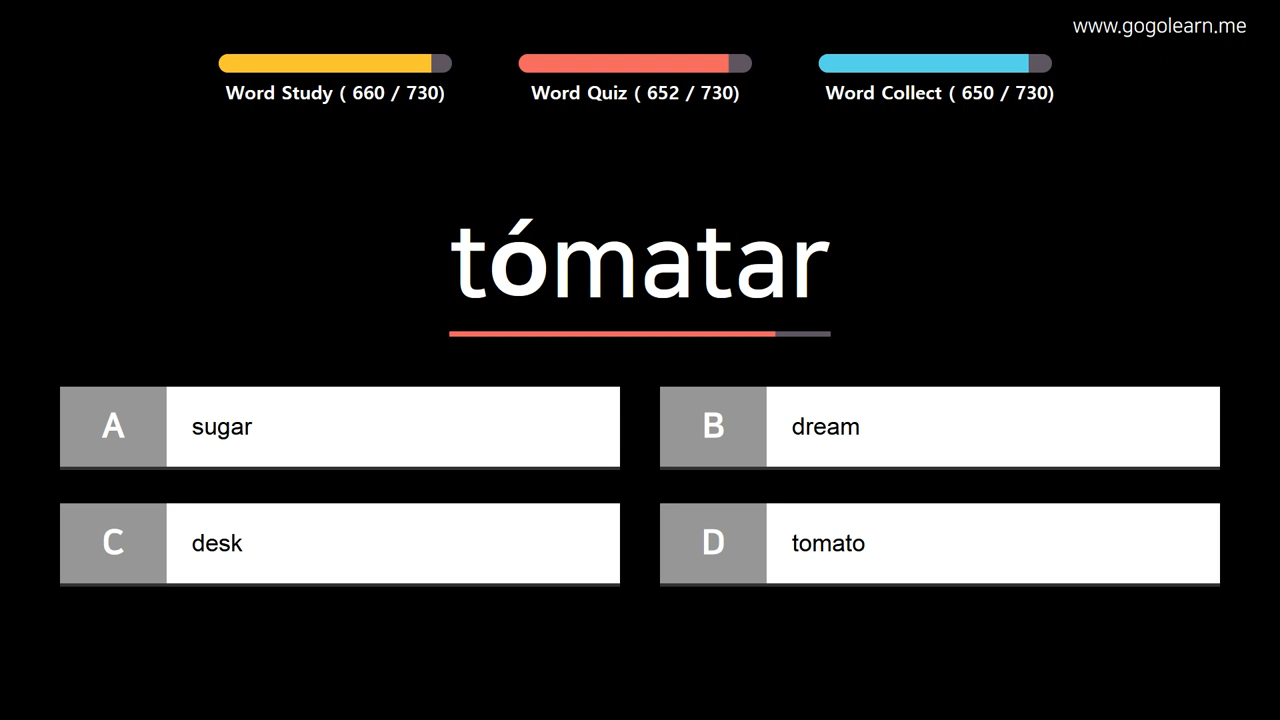 www.gogolearn.me
Word Study ( 660 / 730)
Word Quiz ( 652 / 730)
Word Collect ( 650 / 730)
tómatar
A sugar
B dream
C desk
D tomato